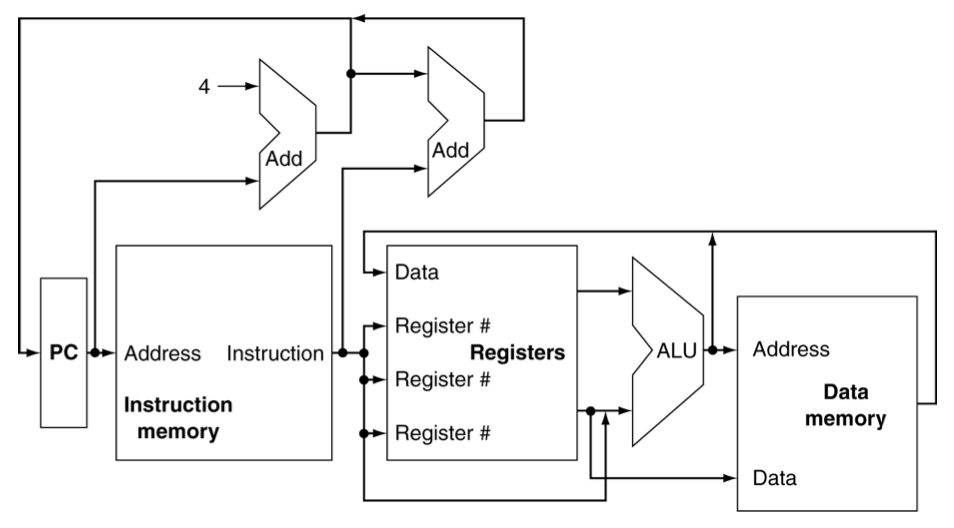 4
Add
Add
Data
Register #
PC
Address
Instruction
Registers
ALU
Address
Register #
Instruction
memory
Data
memory
Register #
Data